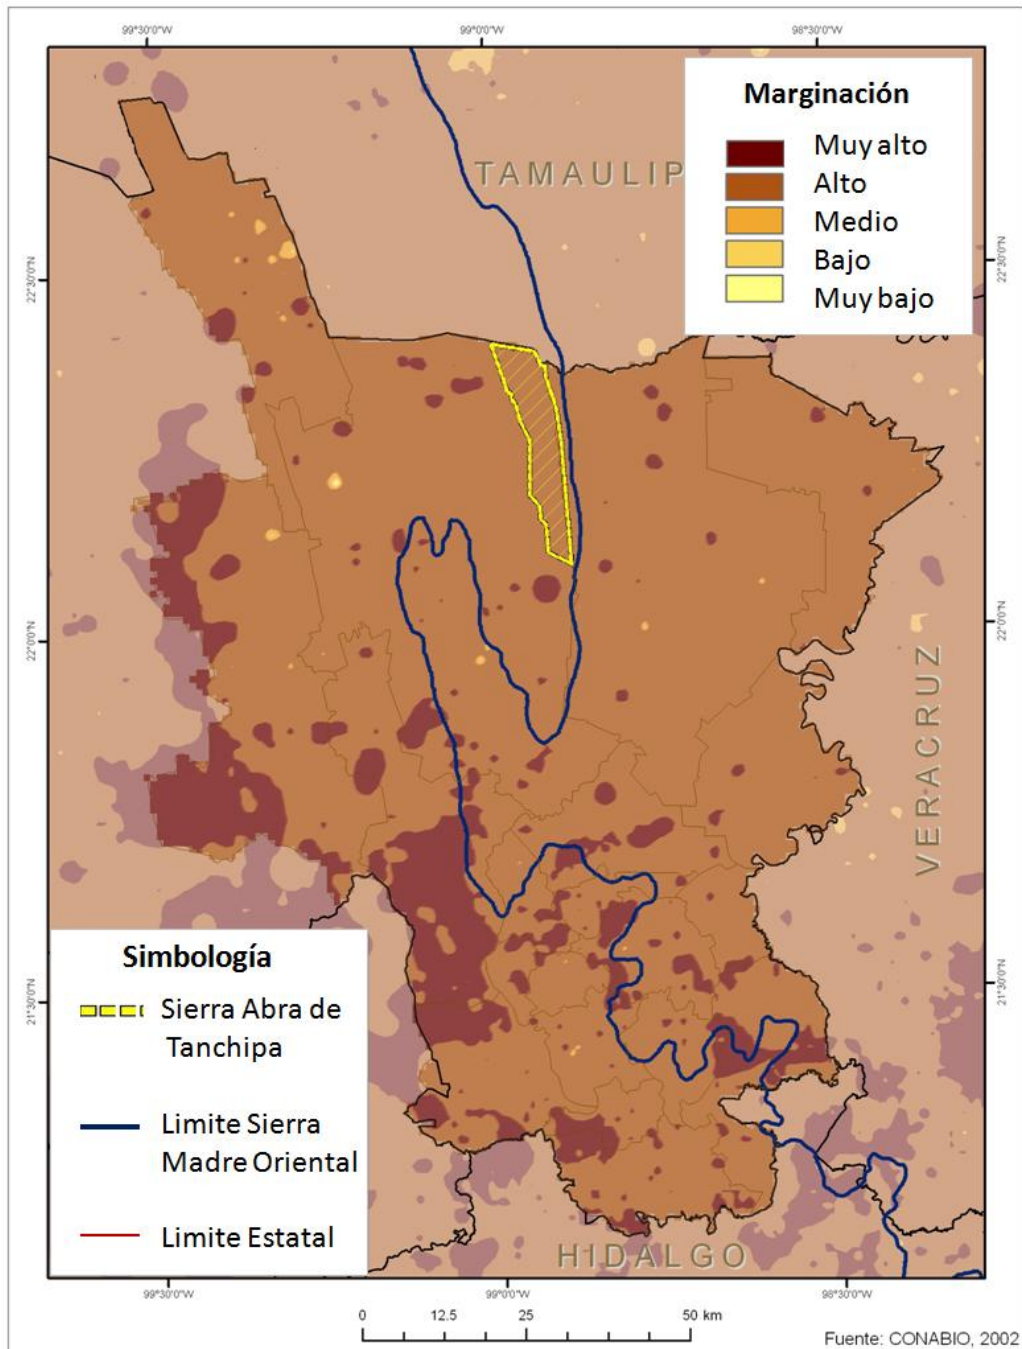 99°30'0"W
99°0'0"W
98°30'0"W
Marginación
Muy alto
Alto
Medio
Bajo
Muy bajo
TAMAULIP
22°30'0"N
22°30'0"N
22°0'0"N
22°0'0"N
VERACRUZ
21°30'0"N
21°30'0"N
Simbología
Sierra Abra de
Tanchipa
Limite Sierra
Madre Oriental
Limite Estatal
HIDALGO
99°30'0"W
99°0'0"W
98°30'0"W
0 12.5 25 50 km
Fuente: CONABIO, 2002